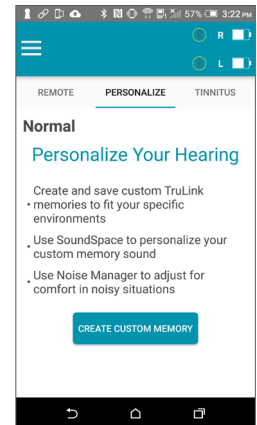 57% 3:22 PM
R
L
REMOTE PERSONALIZE TINNITUS
Normal
Personalize Your Hearing
Create and save custom TruLink
• memories to fit your specific
environments
• Use SoundSpace to personalize your
custom memory sound
• Use Noise Manager to adjust for
comfort in noisy situations
CREATE CUSTOM MEMORY